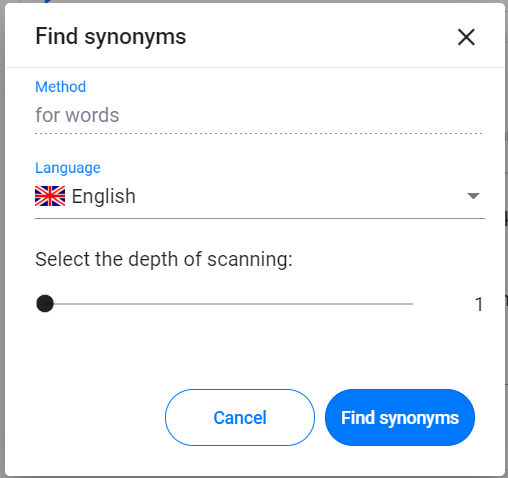 Find synonyms
Method
for words
Language
English
Select the depth of scanning:
1
Cancel
Find synonyms